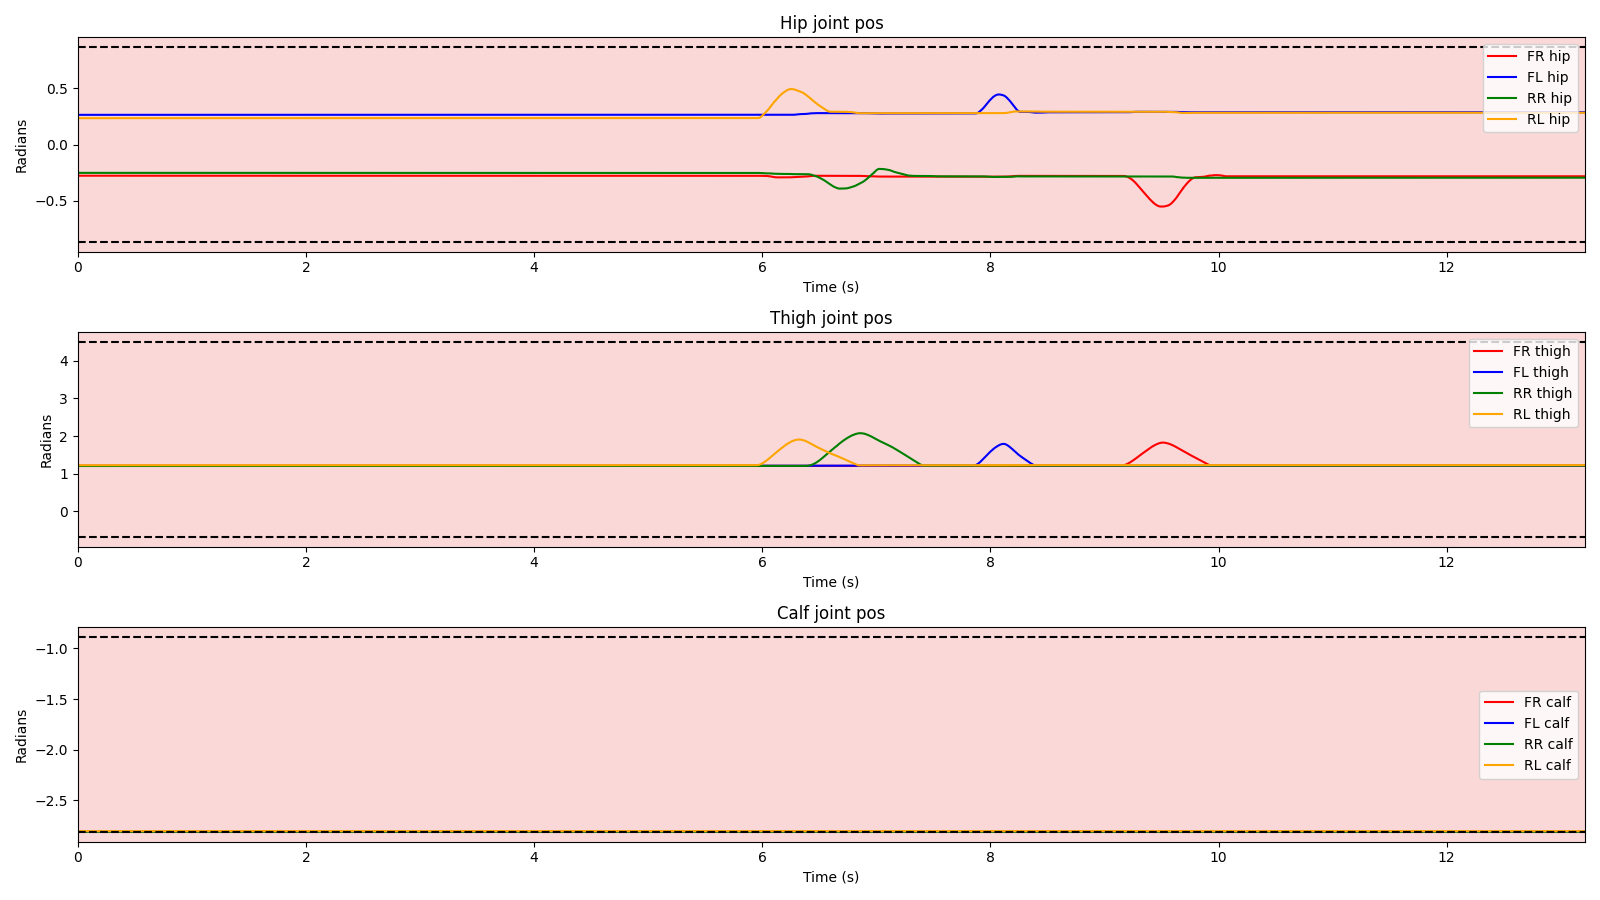 Hip joint pos
Radians
0.5
0.0
−0.5
FR hip
FL hip
RR hip
RL hip
0 2 4 6 8 10 12
Time (s)
Thigh joint pos
Radians
4
3
2
1
0
FR thigh
FL thigh
RR thigh
RL thigh
0 2 4 6 8 10 12
Time (s)
Calf joint pos
Radians
−1.0
−1.5
−2.0
−2.5
FR calf
FL calf
RR calf
RL calf
0 2 4 6 8 10 12
Time (s)